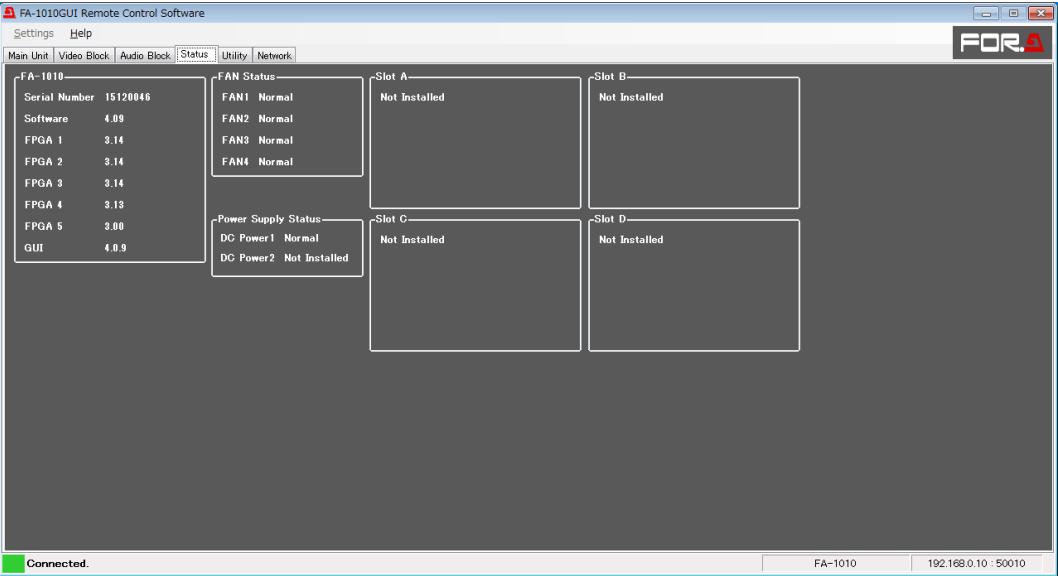 FA-1010GUI Remote Control Software
Settings Help
FOR.A
Main Unit Video Block Audio Block Status Utility Network
FA-1010
Serial Number 15120046
Software 4.09
FPGA 1 3.14
FPGA 2 3.14
FPGA 3 3.14
FPGA 4 3.13
FPGA 5 3.00
GUI 4.0.9
FAN Status
FAN1 Normal
FAN2 Normal
FAN3 Normal
FAN4 Normal
Power Supply Status
DC Power1 Normal
DC Power2 Not Installed
Slot A
Not Installed
Slot B
Not Installed
Slot C
Not Installed
Slot D
Not Installed
Connected.
FA-1010
192.168.0.10 : 50010